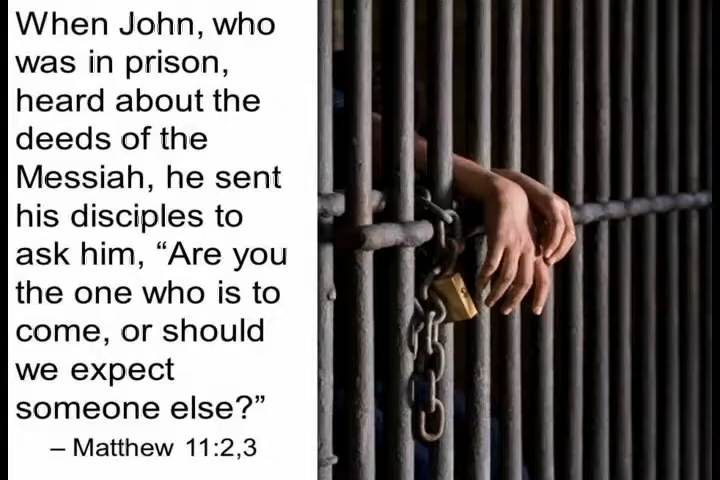 When John, who
was in prison,
heard about the
deeds of the
Messiah, he sent
his disciples to
ask him, “Are you
the one who is to
come, or should
we expect
someone else?”
– Matthew 11:2,3